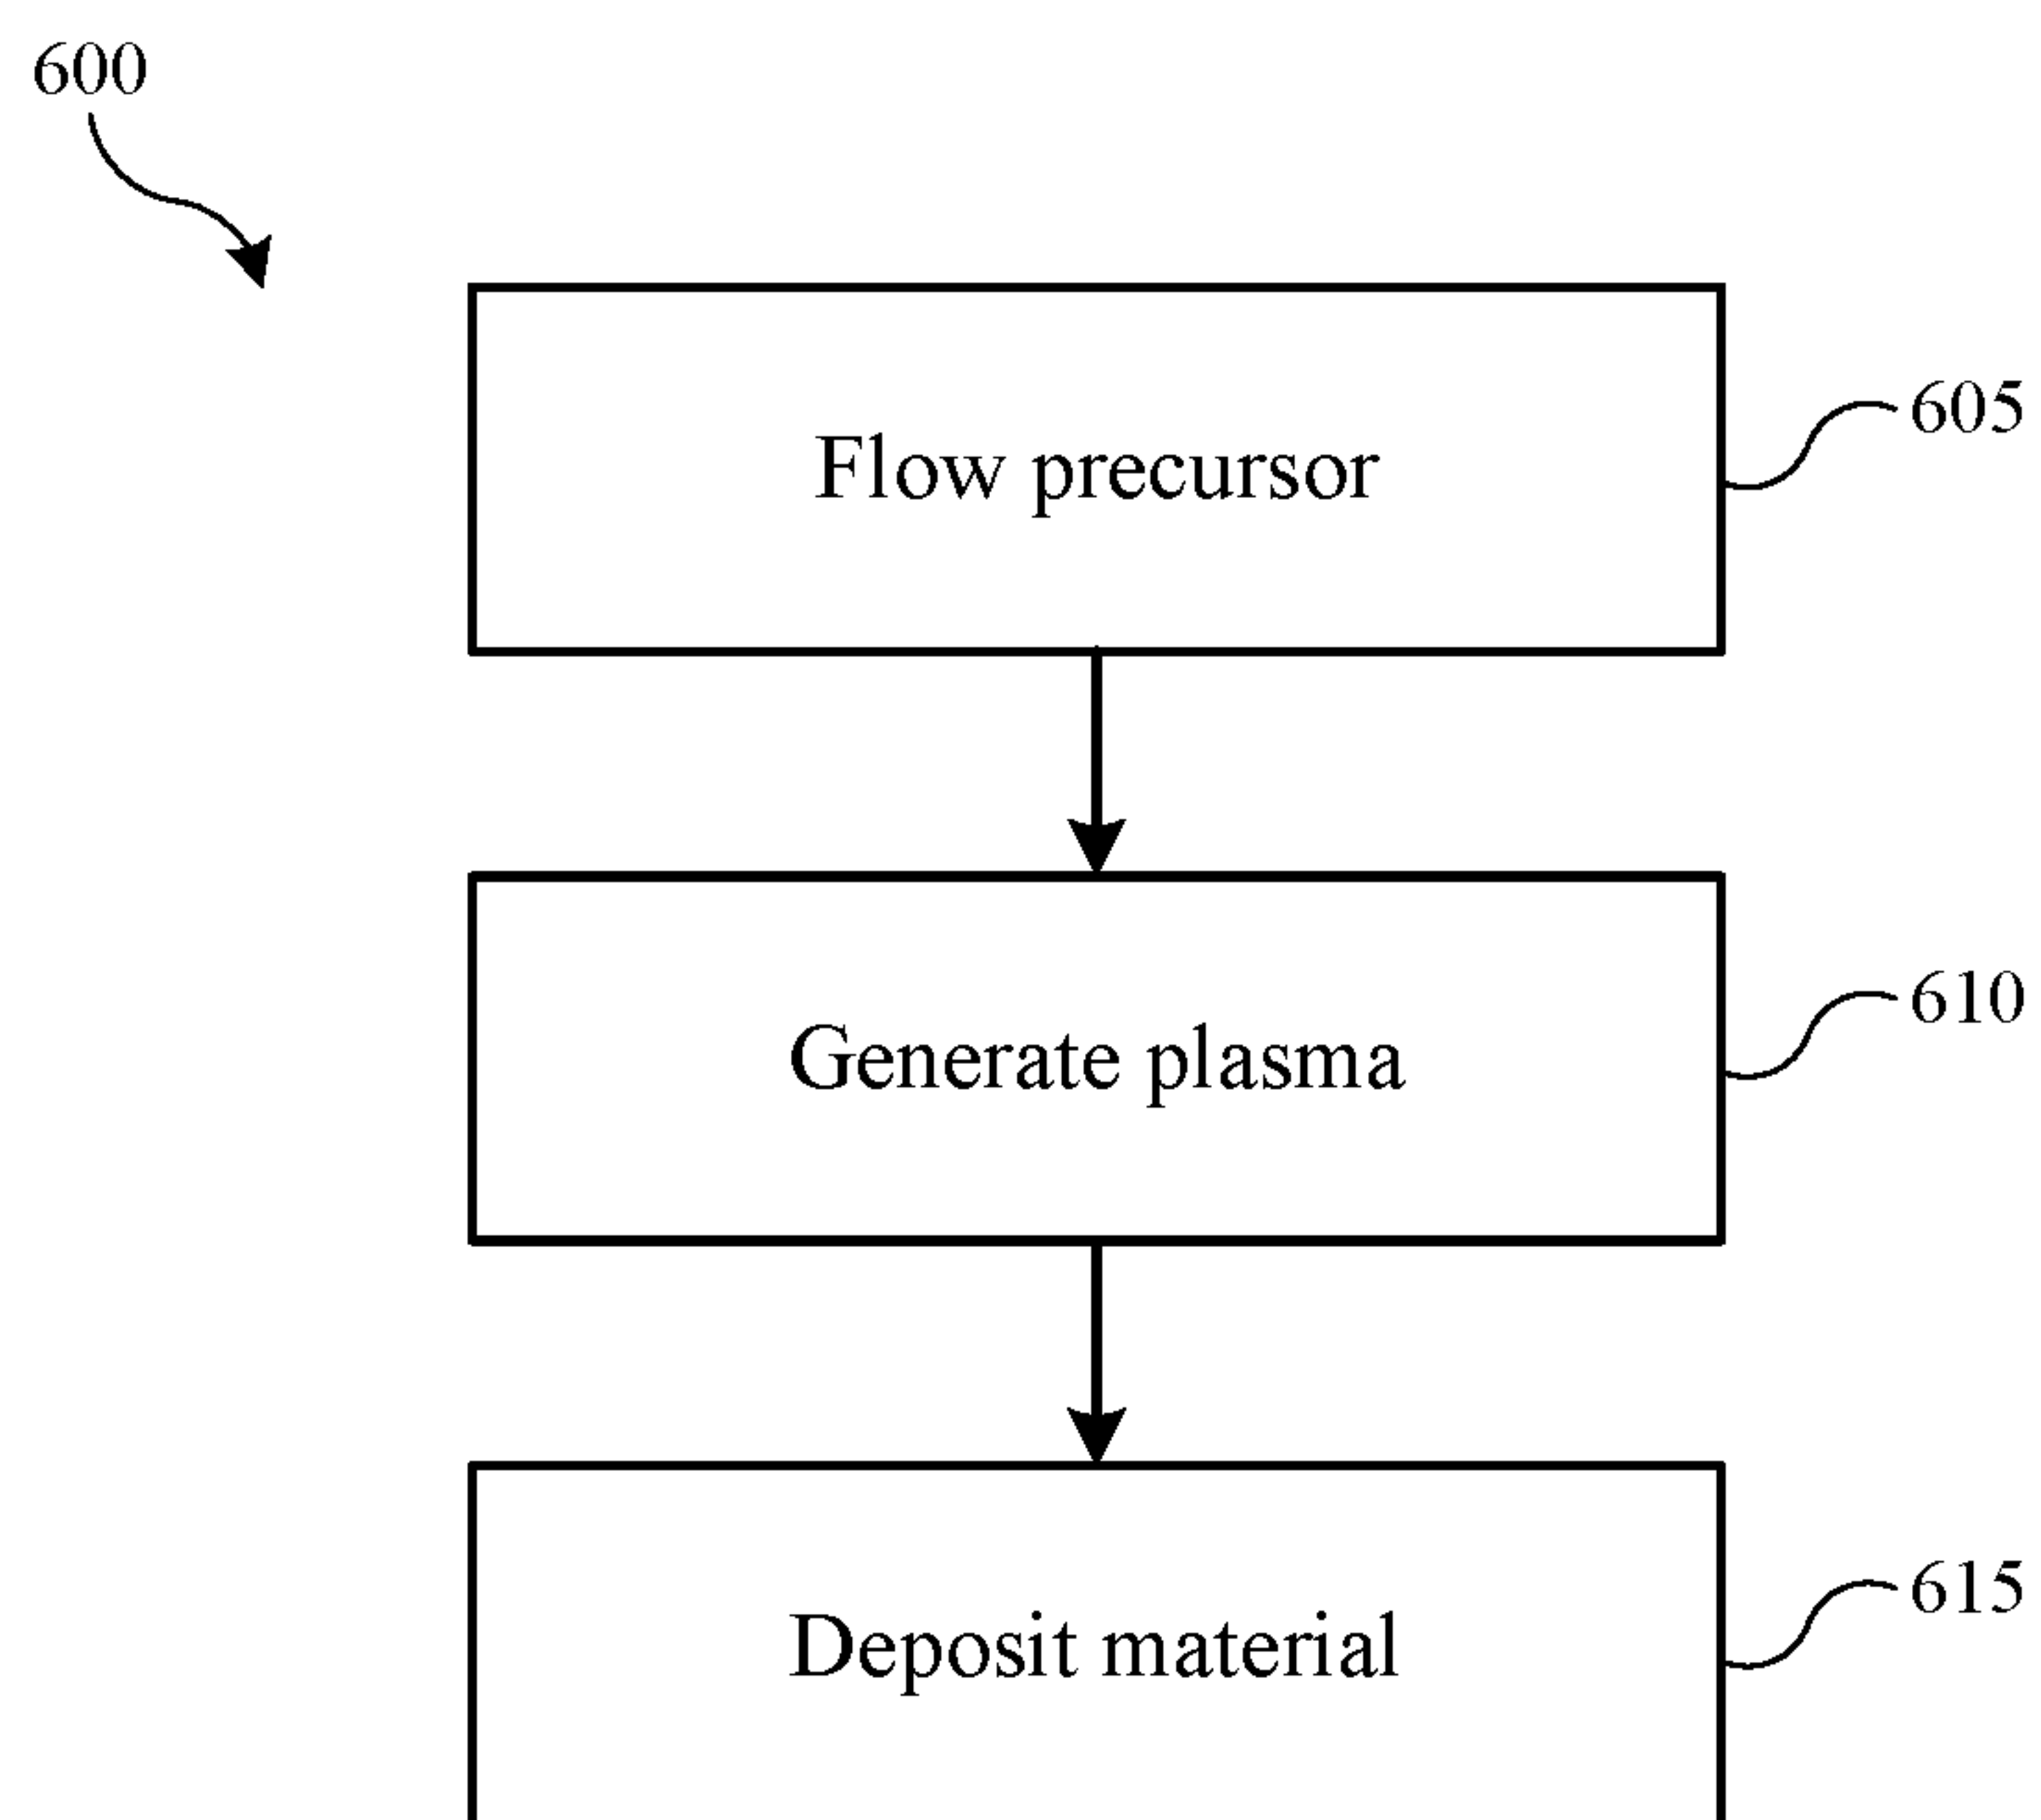 600
Flow precursor
605
Generate plasma
610
Deposit material
615